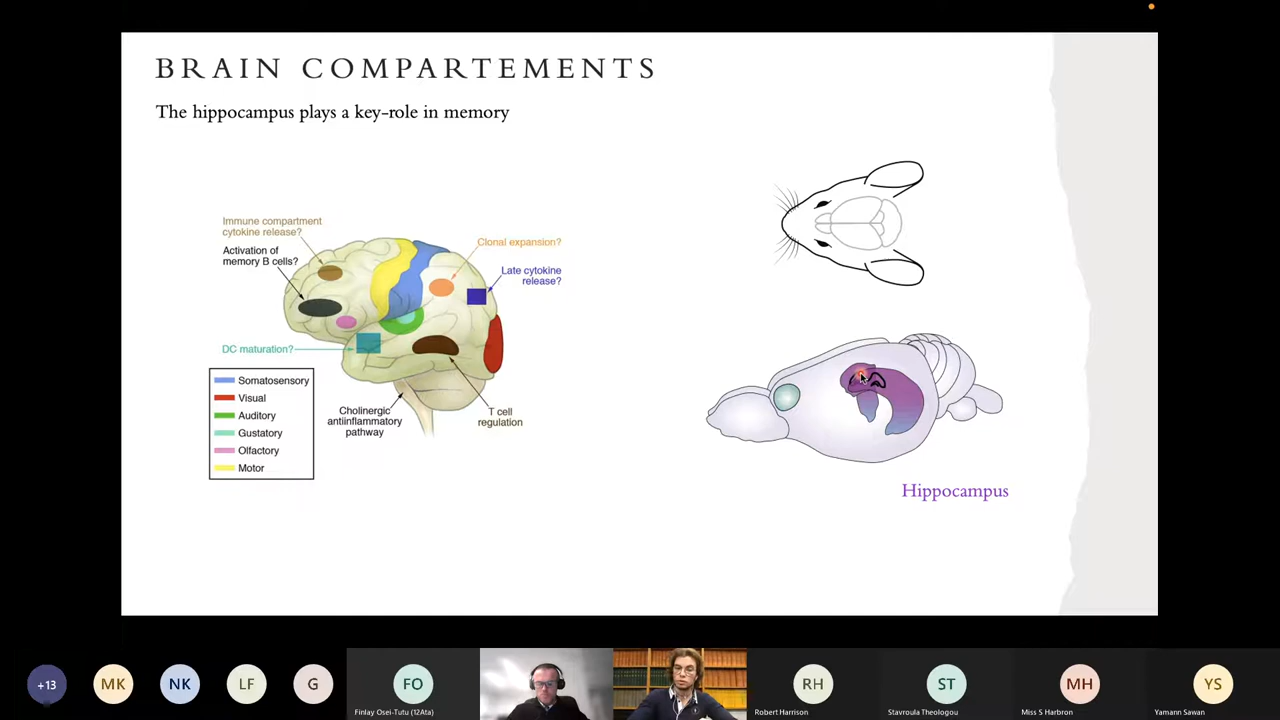 BRAIN COMPARTEMENTS
The hippocampus plays a key-role in memory
Immune compartment
cytokine release?
Activation of
memory B cells?
Clonal expansion?
Late cytokine
release?
DC maturation?
Cholinergic
antiinflammatory
pathway
T cell
regulation
Somatosensory
Visual
Auditory
Gustatory
Olfactory
Motor
Hippocampus
+13
MK
NK
LF
G
FO
RH
ST
MH
YS
Finlay Osei-Tutu (12Ata)
Robert Harrison
Stavroula Theologou
Miss S Harbron
Yamann Sawan